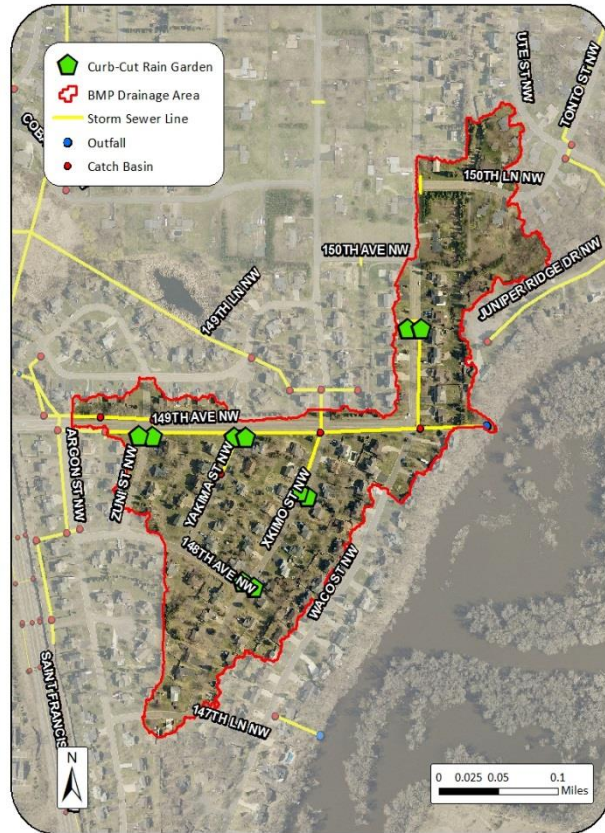 Curb-Cut Rain Garden
BMP Drainage Area
Storm Sewer Line
Outfall
Catch Basin
UTE ST NW
TONTO ST NW
150TH LN NW
150TH AVE NW
JUNIPER RIDGE DR NW
149TH LN NW
149TH AVE NW
ARGON ST NW
ZUNI ST NW
YAKIMA ST NW
XKIMO ST NW
148TH AVE NW
WACO ST NW
SAINT FRANCIS
147TH LN NW
N
0 0.025 0.05 0.1
Miles